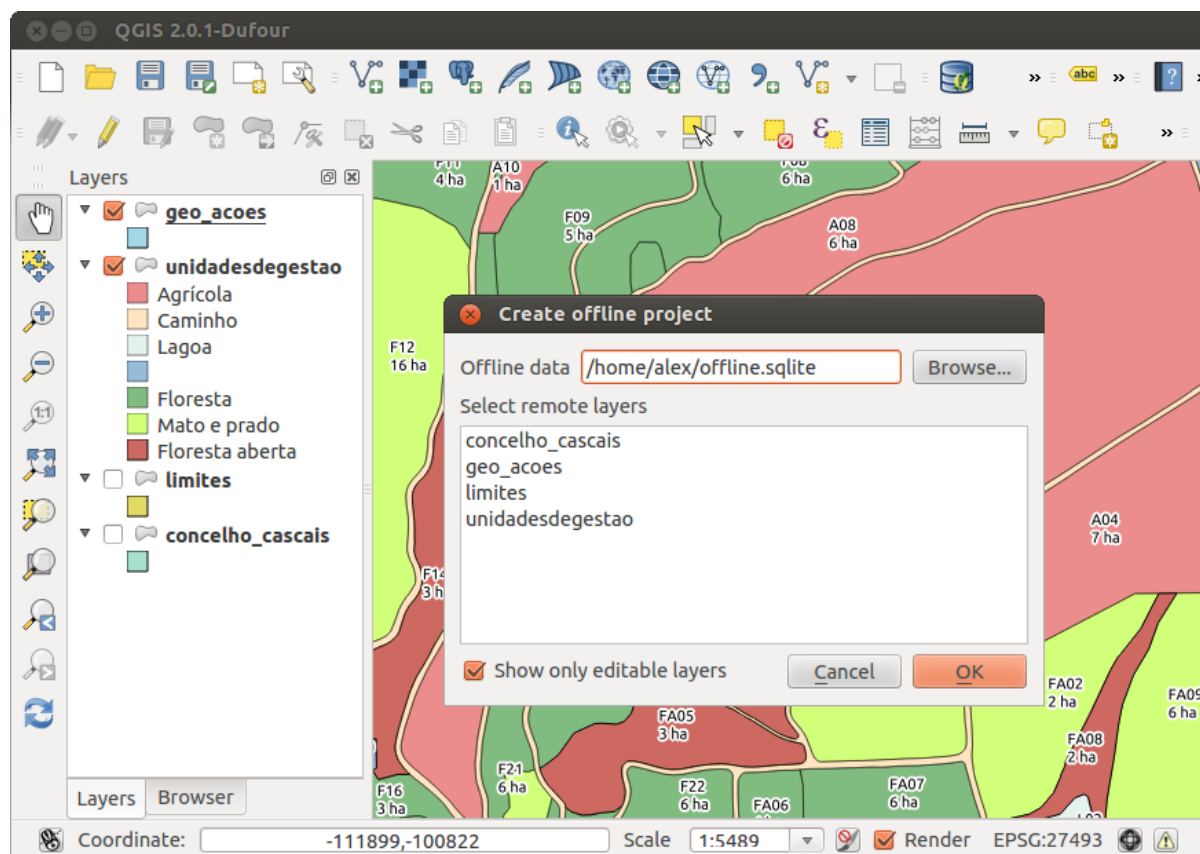 QGIS 2.0.1-Dufour
abc
Layers
geo_acoes
unidadesdegestao
Agrícola
Caminho
Lagoa
Floresta
Mato e prado
Floresta aberta
limites
concelho_cascais
1:1
F11
4 ha
A10
1 ha
F08
6 ha
F09
5 ha
A08
6 ha
F12
16 ha
Create offline project
Offline data /home/alex/offline.sqlite Browse...
Select remote layers
concelho_cascais
geo_acoes
limites
unidadesdegestao
Show only editable layers Cancel OK
A04
7 ha
F14
3 h
FA02
2 ha
FA09
6 ha
FA05
3 ha
FA08
2 ha
F21
6 ha
F16
3 ha
F22
6 ha
FA06
FA07
6 ha
Layers Browser
Coordinate: -111899,-100822 Scale 1:5489 Render EPSG:27493